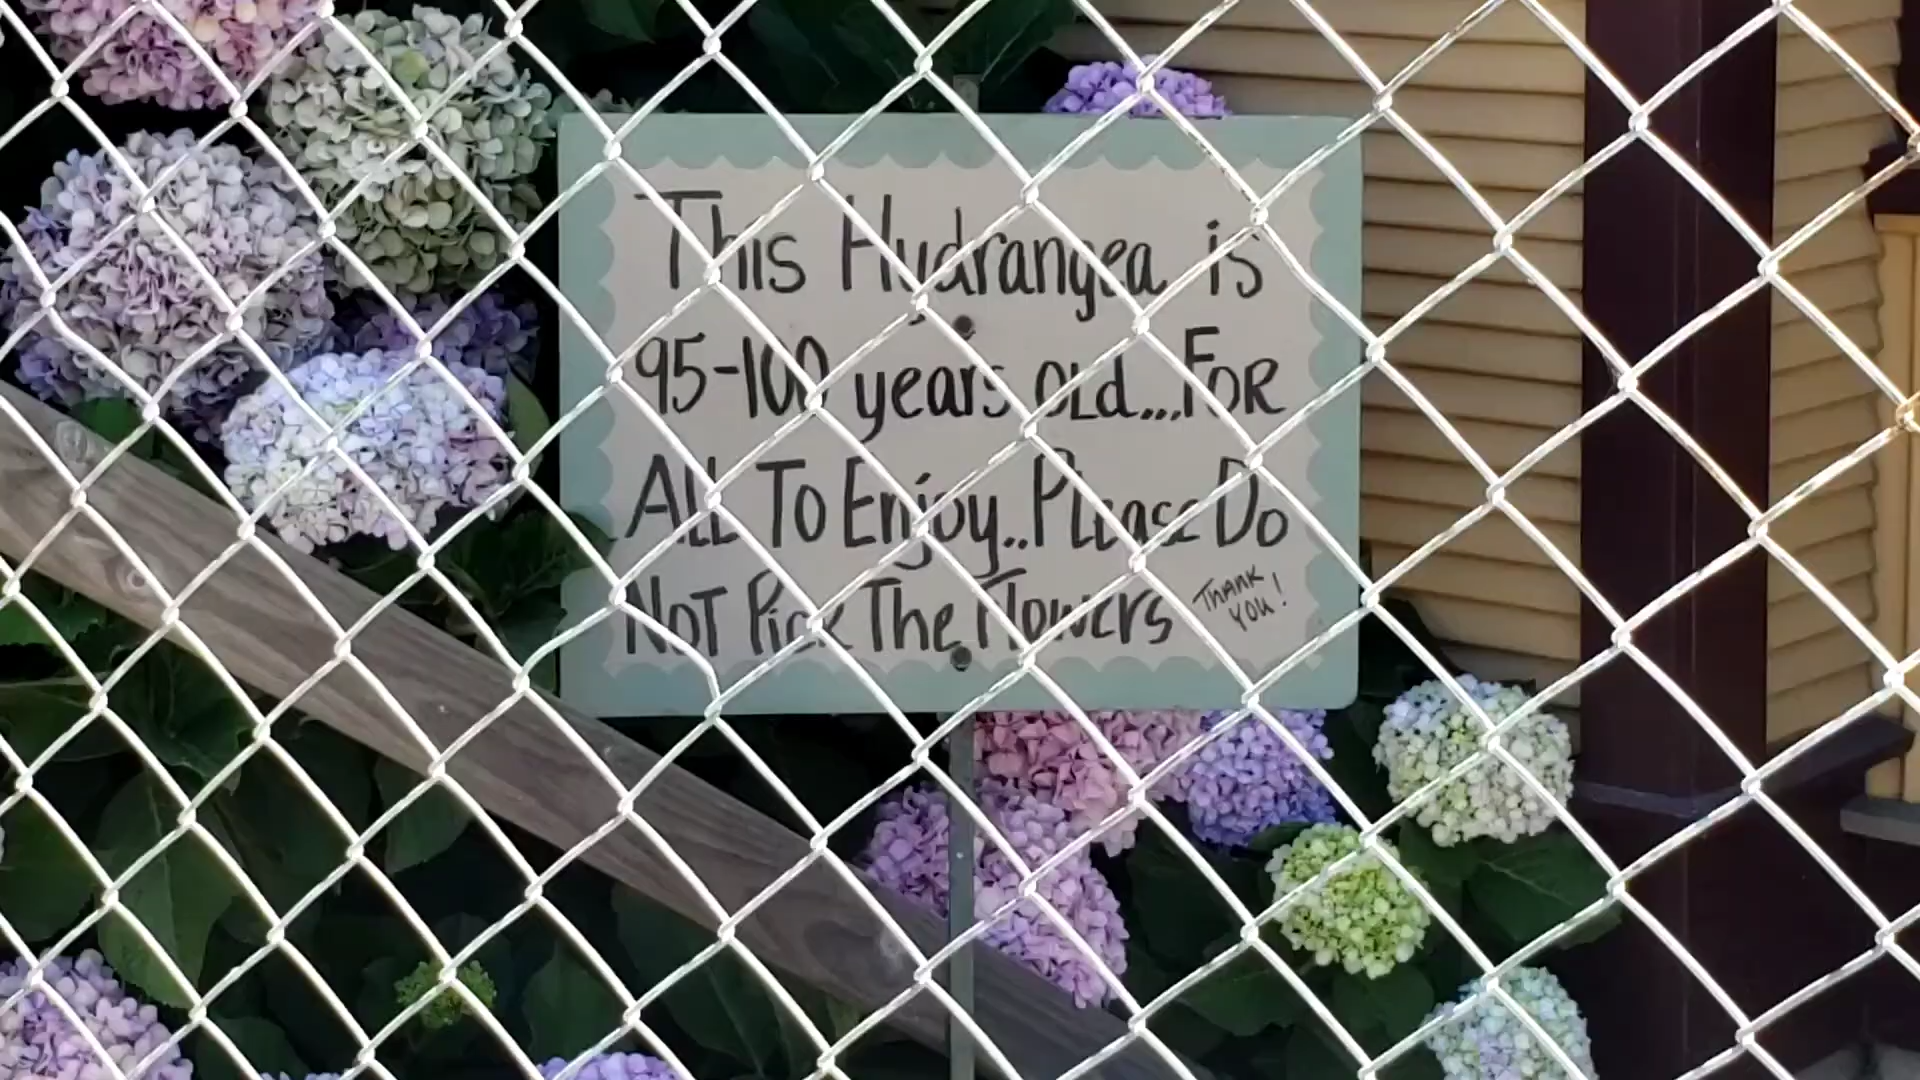 This Hydrangea is
95-100 years old...FOR
ALL To Enjoy..Please Do
NOT Pick The Flowers
THANK
YOU!